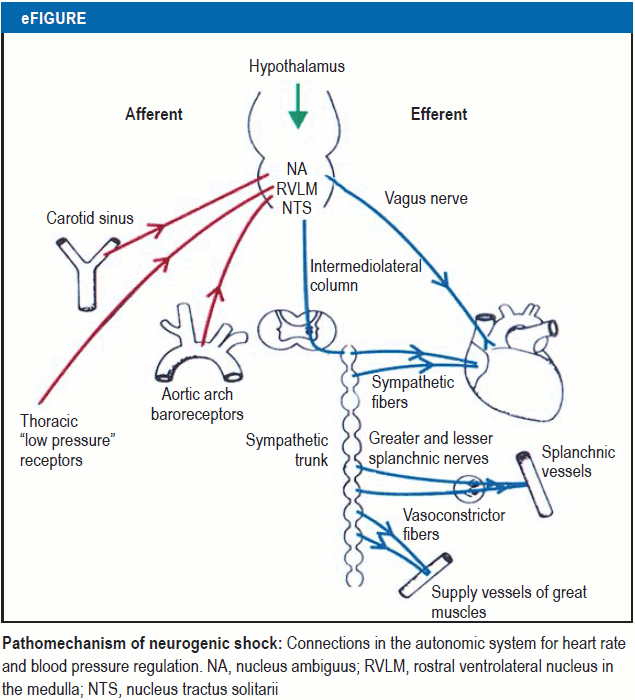 eFIGURE
Hypothalamus
Afferent
Efferent
NA
RVLM
NTS
Vagus nerve
Carotid sinus
Intermediolateral
column
Aortic arch
baroreceptors
Sympathetic
fibers
Thoracic
“low pressure”
receptors
Sympathetic
trunk
Greater and lesser
splanchnic nerves
Splanchnic
vessels
Vasoconstrictor
fibers
Supply vessels of great
muscles
Pathomechanism of neurogenic shock: Connections in the autonomic system for heart rate
and blood pressure regulation. NA, nucleus ambiguus; RVLM, rostral ventrolateral nucleus in
the medulla; NTS, nucleus tractus solitarii